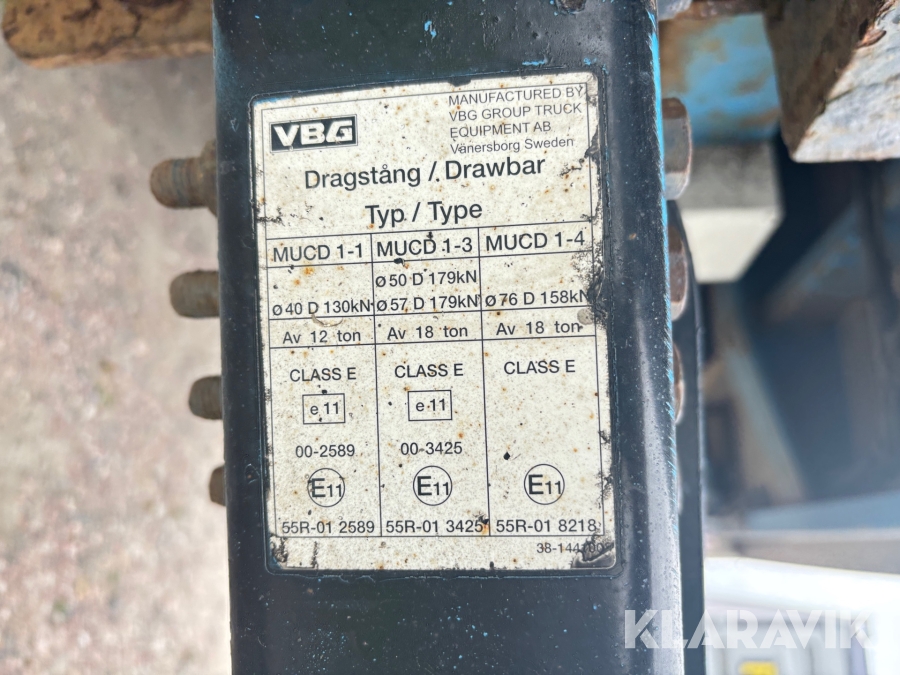 VBG
MANUFACTURED BY
VBG GROUP TRUCK
EQUIPMENT AB
Vänersborg Sweden
Dragstång / Drawbar
Typ / Type
MUCD 1-1 MUCD 1-3 MUCD 1-4
ø 50 D 179kN
ø 40 D 130kN ø 57 D 179kN ø 76 D 158kN
Av 12 ton Av 18 ton Av 18 ton
CLASS E CLASS E CLASS E
e 11 e 11
00-2589 00-3425
E11 E11 E11
55R-01 2589 55R-01 3425 55R-01 8218
KLARAVIK